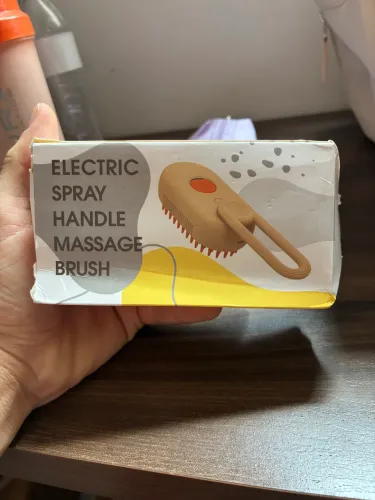 ELECTRIC
SPRAY
HANDLE
MASSAGE
BRUSH